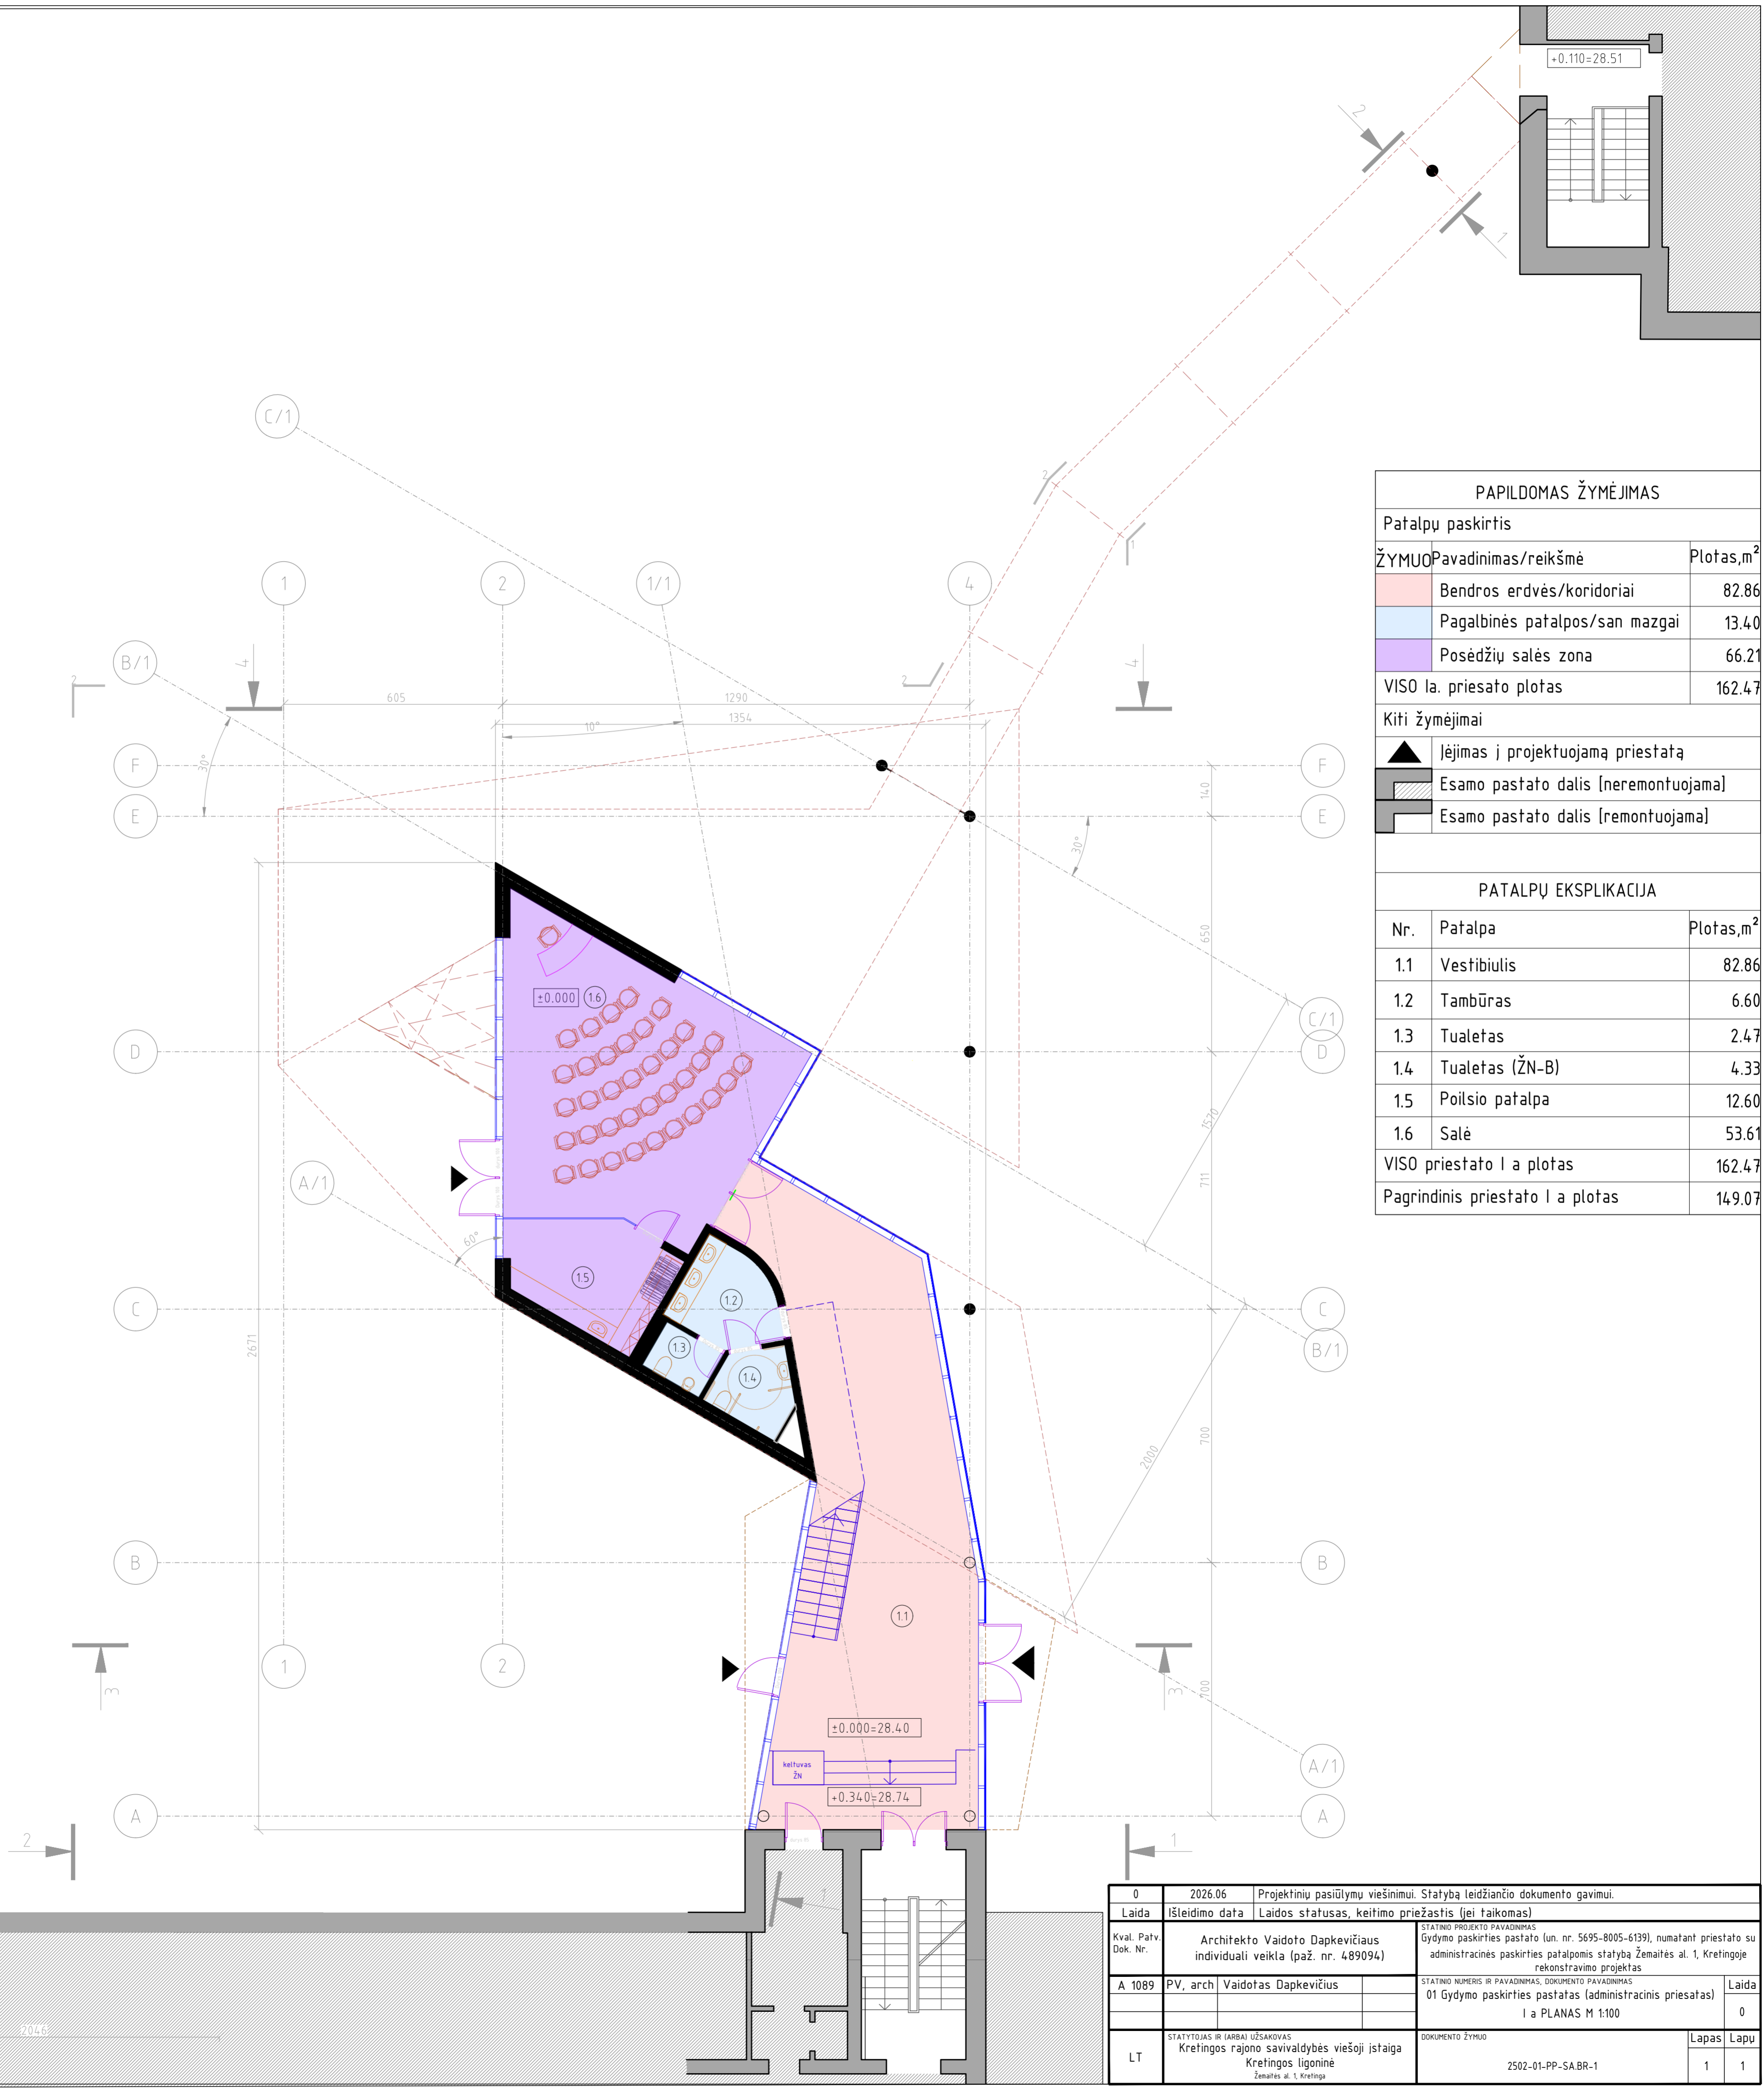 +0.110=28.51
2
1
C/1
2
1
1
2
1/1
4
B/1
2
4
2
4
605
1290
1354
10°
30°
F
F
140
E
E
30°
650
±0.000
1.6
C/1
D
D
1520
711
A/1
60°
1.5
1.2
C
C
1.3
B/1
1.4
2671
700
2000
B
B
1.1
1
2
3
3
700
±0.000=28.40
A/1
keltuvas
ŽN
+0.340=28.74
A
A
2
1
1
2046
PAPILDOMAS ŽYMĖJIMAS
Patalpų paskirtis
ŽYMUO Pavadinimas/reikšmė Plotas,m²
Bendros erdvės/koridoriai 82.86
Pagalbinės patalpos/san mazgai 13.40
Posėdžių salės zona 66.21
VISO Ia. priesato plotas 162.47
Kiti žymėjimai
Įėjimas į projektuojamą priestatą
Esamo pastato dalis [neremontuojama]
Esamo pastato dalis [remontuojama]
PATALPŲ EKSPLIKACIJA
Nr. Patalpa Plotas,m²
1.1 Vestibiulis 82.86
1.2 Tambūras 6.60
1.3 Tualetas 2.47
1.4 Tualetas (ŽN-B) 4.33
1.5 Poilsio patalpa 12.60
1.6 Salė 53.61
VISO priestato I a plotas 162.47
Pagrindinis priestato I a plotas 149.07
0 2026.06 Projektinių pasiūlymų viešinimui. Statybą leidžiančio dokumento gavimui.
Laida Išleidimo data Laidos statusas, keitimo priežastis (jei taikomas)
Kval. Patv. Dok. Nr.
Architekto Vaidoto Dapkevičiaus
individuali veikla (paž. nr. 489094)
STATINIO PROJEKTO PAVADINIMAS
Gydymo paskirties pastato (un. nr. 5695-8005-6139), numatant priestato su
administracinės paskirties patalpomis statybą Žemaitės al. 1, Kretingoje
rekonstravimo projektas
A 1089 PV, arch Vaidotas Dapkevičius
STATINIO NUMERIS IR PAVADINIMAS, DOKUMENTO PAVADINIMAS
01 Gydymo paskirties pastatas (administracinis priesatas)
I a PLANAS M 1:100
Laida
0
LT
STATYTOJAS IR (ARBA) UŽSAKOVAS
Kretingos rajono savivaldybės viešoji įstaiga
Kretingos ligoninė
Žemaitės al. 1, Kretinga
DOKUMENTO ŽYMUO
2502-01-PP-SA.BR-1
Lapas Lapų
1 1